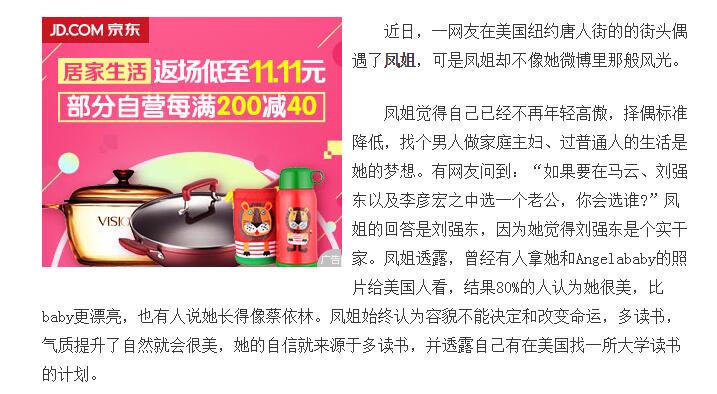 JD.COM 京东
居家生活 返场低至11.11元
部分自营每满200减40
VISIO
广告
近日，一网友在美国纽约唐人街的的街头偶
遇了凤姐，可是凤姐却不像她微博里那般风光。
凤姐觉得自己已经不再年轻高傲，择偶标准
降低，找个男人做家庭主妇、过普通人的生活是
她的梦想。有网友问到：“如果要在马云、刘强
东以及李彦宏之中选一个老公，你会选谁?”凤
姐的回答是刘强东，因为她觉得刘强东是个实干
家。凤姐透露，曾经有人拿她和Angelababy的照
片给美国人看，结果80%的人认为她很美，比
baby更漂亮，也有人说她长得像蔡依林。凤姐始终认为容貌不能决定和改变命运，多读书，
气质提升了自然就会很美，她的自信就来源于多读书，并透露自己有在美国找一所大学读书
的计划。